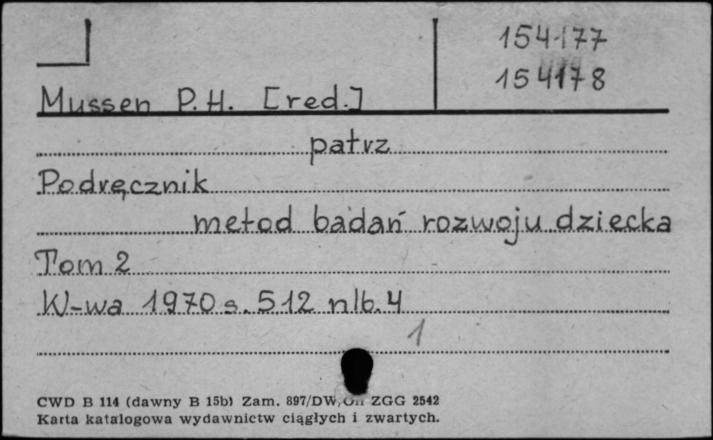 154177
154178
Mussen P.H. [red.]
patrz
Podręcznik
metod badań rozwoju dziecka
Tom 2
W-wa 1970 s. 512 nlb. 4
1
CWD B 114 (dawny B 15b) Zam. 897/DW, ZGG 2542
Karta katalogowa wydawnictw ciągłych i zwartych.